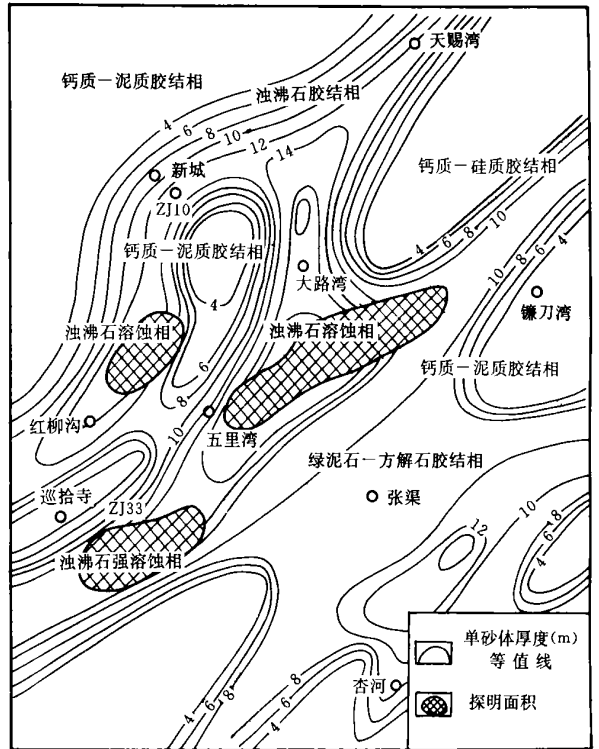 天赐湾
钙质—泥质胶结相
浊沸石胶结相
4
6
8
10
12
14
新城
ZJ10
钙质—硅质胶结相
4
6
8
10
钙质—泥质胶结相
10
8
6
4
大路湾
镰刀湾
4
浊沸石溶蚀相
浊沸石溶蚀相
钙质—泥质胶结相
6
8
10
红柳沟
五里湾
绿泥石—方解石胶结相
巡拾寺
ZJ33
张渠
12
10
8
6
4
浊沸石强溶蚀相
单砂体厚度(m)
等值线
探明面积
杏河
8
6
4
6
8